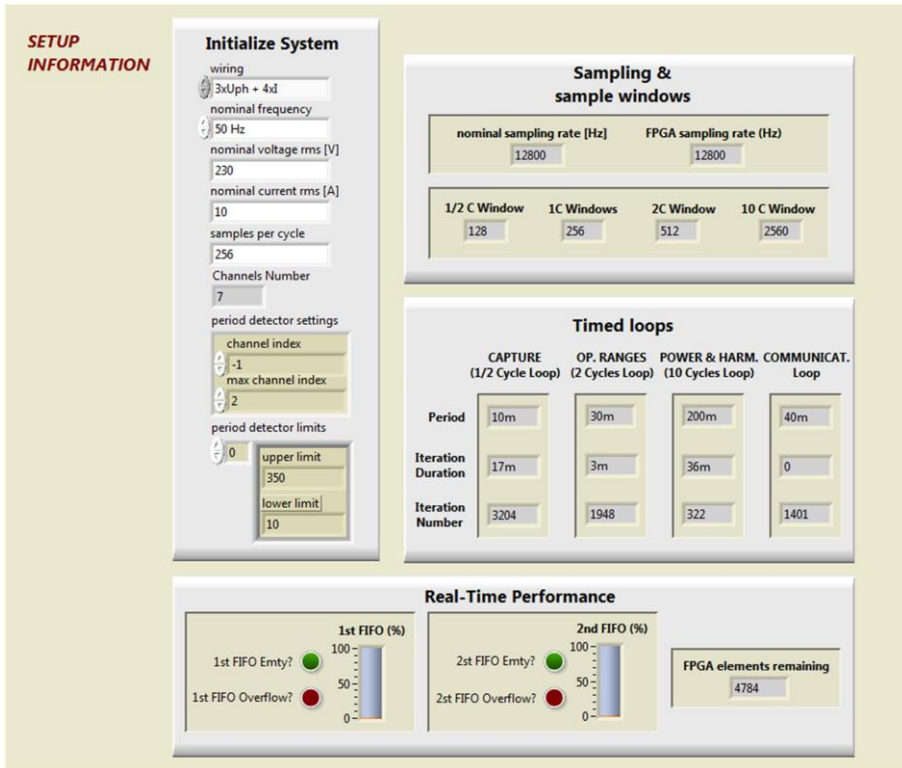 SETUP
INFORMATION
Initialize System
wiring
3xUph + 4xI
nominal frequency
50 Hz
nominal voltage rms [V]
230
nominal current rms [A]
10
samples per cycle
256
Channels Number
7
period detector settings
channel index
-1
max channel index
2
period detector limits
0
upper limit
350
lower limit
10
Sampling &
sample windows
nominal sampling rate [Hz] FPGA sampling rate (Hz)
12800 12800
1/2 C Window 1C Windows 2C Window 10 C Window
128 256 512 2560
Timed loops
CAPTURE OP. RANGES POWER & HARM. COMMUNICAT.
(1/2 Cycle Loop) (2 Cycles Loop) (10 Cycles Loop) Loop
Period 10m 30m 200m 40m
Iteration
Duration 17m 3m 36m 0
Iteration
Number 3204 1948 322 1401
Real-Time Performance
1st FIFO (%)
1st FIFO Emty?
1st FIFO Overflow?
100
50
0
2nd FIFO (%)
2st FIFO Emty?
2st FIFO Overflow?
100
50
0
FPGA elements remaining
4784